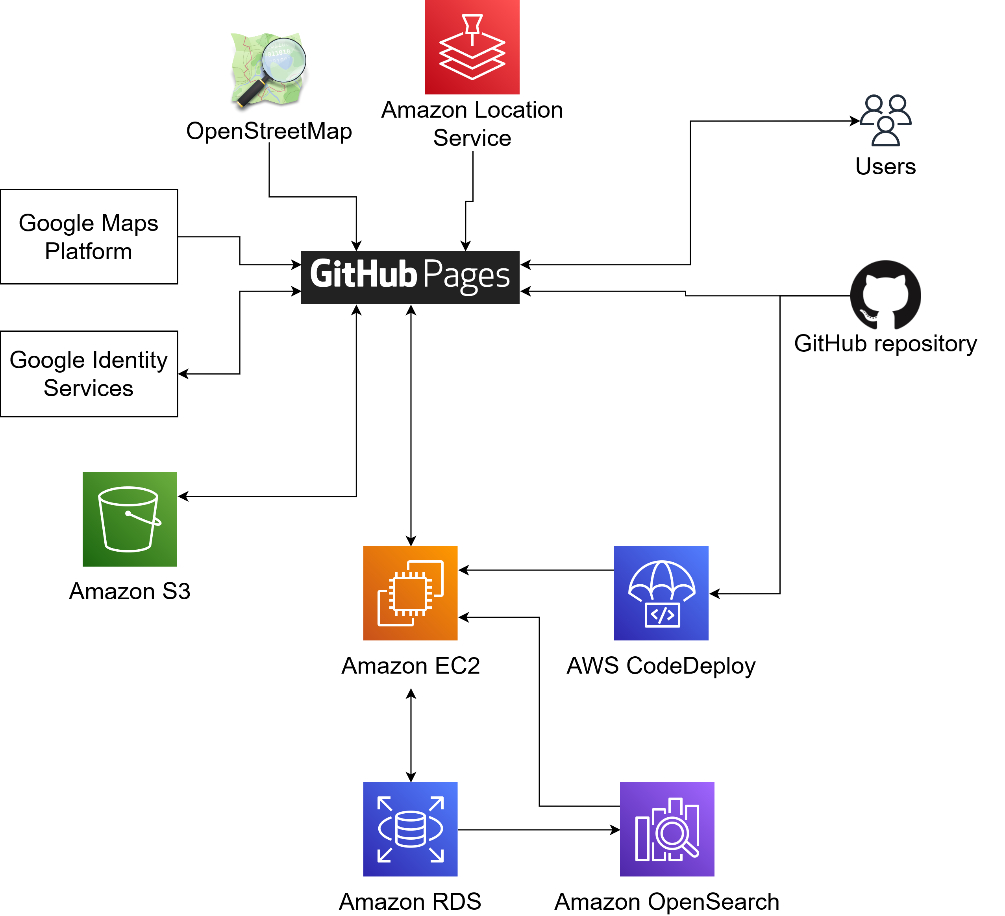 OpenStreetMap
Amazon Location
Service
Users
Google Maps
Platform
GitHub Pages
GitHub repository
Google Identity
Services
Amazon S3
</>
Amazon EC2
AWS CodeDeploy
Amazon RDS
Amazon OpenSearch